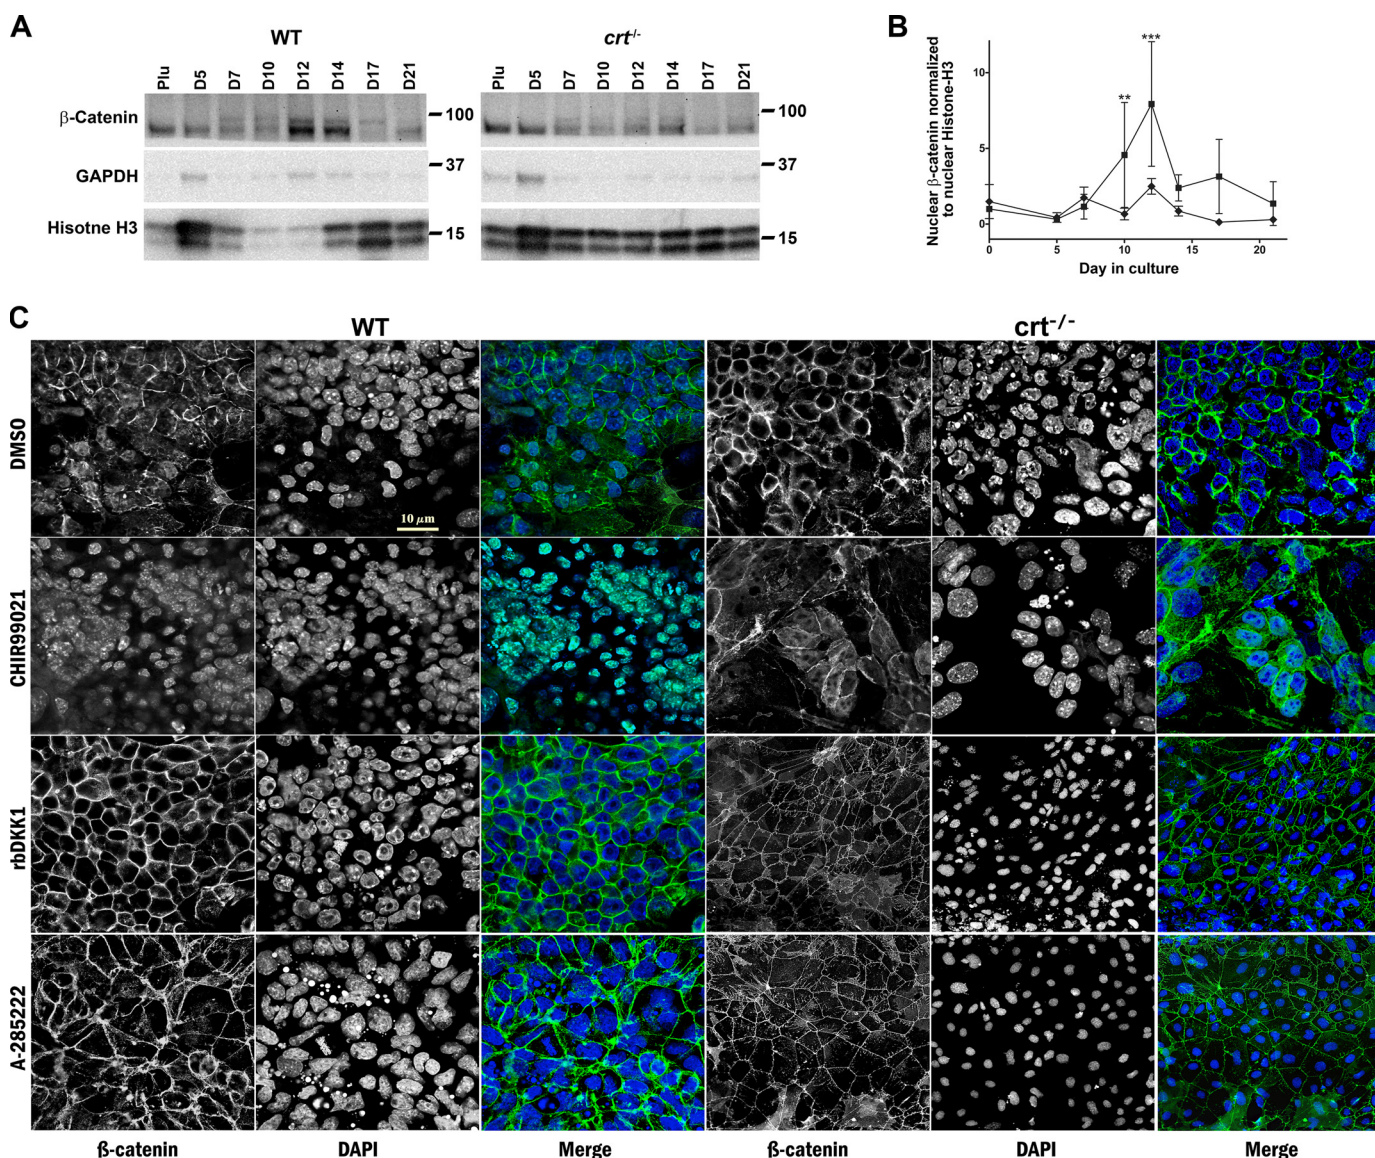 A
WT
crt-/-
Plu D5 D7 D10 D12 D14 D17 D21
Plu D5 D7 D10 D12 D14 D17 D21
β-Catenin
100
100
GAPDH
37
37
Hisotne H3
15
15
B
Nuclear β-catenin normalized
to nuclear Histone-H3
10
5
0
** ***
0 5 10 15 20
Day in culture
C
WT
crt-/-
DMSO
10 μm
CHIR99021
rbDKK1
A-285222
ß-catenin DAPI Merge ß-catenin DAPI Merge